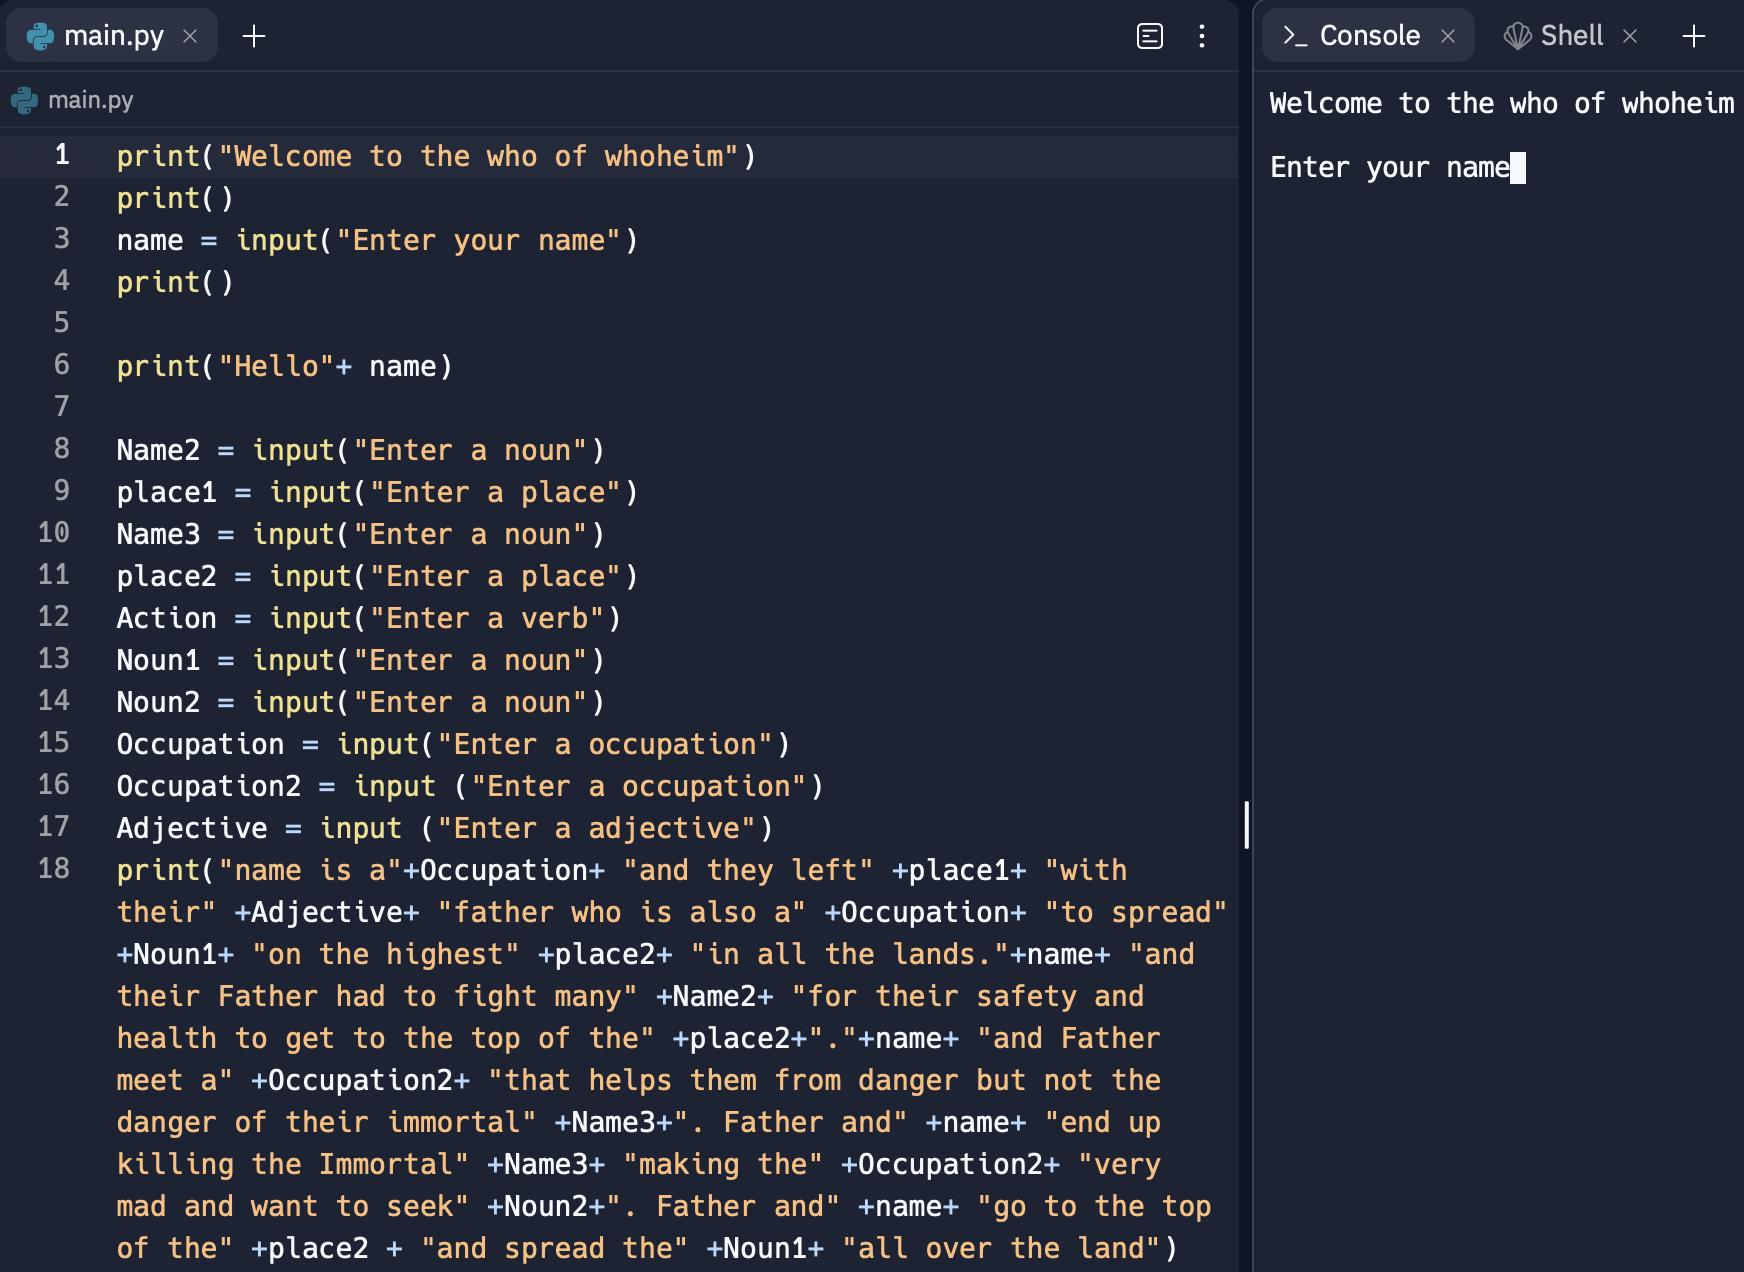 main.py
main.py
1 print("Welcome to the who of whoheim")
2 print()
3 name = input("Enter your name")
4 print()
5
6 print("Hello"+ name)
7
8 Name2 = input("Enter a noun")
9 place1 = input("Enter a place")
10 Name3 = input("Enter a noun")
11 place2 = input("Enter a place")
12 Action = input("Enter a verb")
13 Noun1 = input("Enter a noun")
14 Noun2 = input("Enter a noun")
15 Occupation = input("Enter a occupation")
16 Occupation2 = input ("Enter a occupation")
17 Adjective = input ("Enter a adjective")
18 print("name is a"+Occupation+ "and they left" +place1+ "with
their" +Adjective+ "father who is also a" +Occupation+ "to spread"
+Noun1+ "on the highest" +place2+ "in all the lands."+name+ "and
their Father had to fight many" +Name2+ "for their safety and
health to get to the top of the" +place2+"."+name+ "and Father
meet a" +Occupation2+ "that helps them from danger but not the
danger of their immortal" +Name3+". Father and" +name+ "end up
killing the Immortal" +Name3+ "making the" +Occupation2+ "very
mad and want to seek" +Noun2+". Father and" +name+ "go to the top
of the" +place2 + "and spread the" +Noun1+ "all over the land")
>_ Console
Shell
Welcome to the who of whoheim
Enter your name